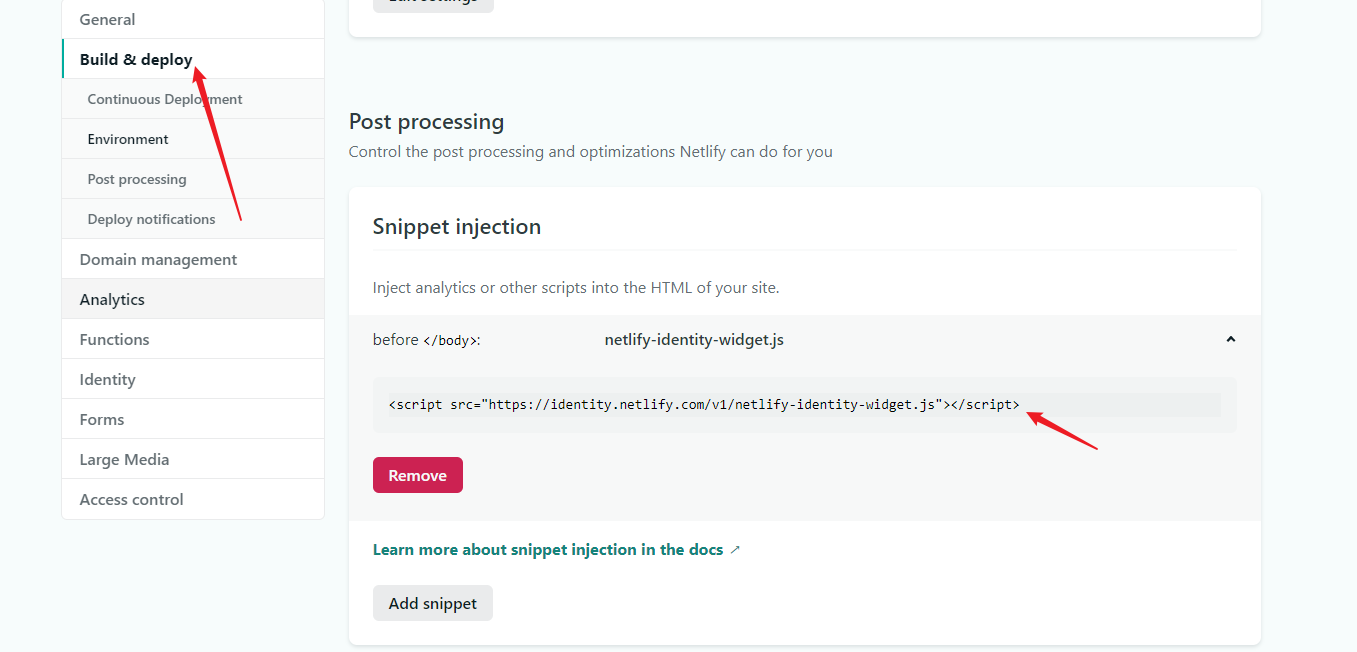 General
Build & deploy
Continuous Deployment
Environment
Post processing
Deploy notifications
Domain management
Analytics
Functions
Identity
Forms
Large Media
Access control
Edit settings
Post processing
Control the post processing and optimizations Netlify can do for you
Snippet injection
Inject analytics or other scripts into the HTML of your site.
before </body>: netlify-identity-widget.js
<script src="https://identity.netlify.com/v1/netlify-identity-widget.js"></script>
Remove
Learn more about snippet injection in the docs ↗
Add snippet